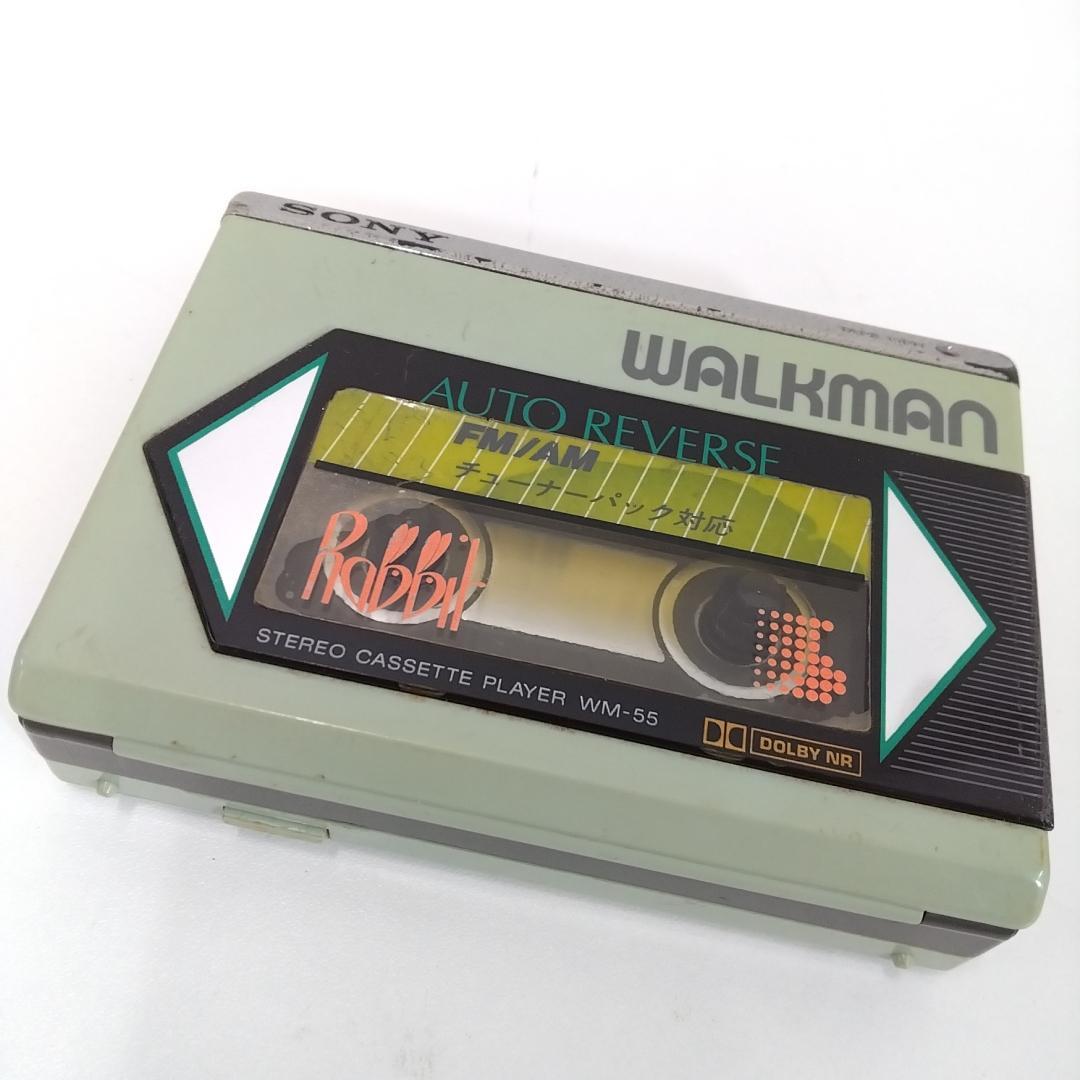 SONY
WALKMAN
AUTO REVERSE
FM/AM
チューナーパック対応
Rabbit
STEREO CASSETTE PLAYER WM-55
DOLBY NR